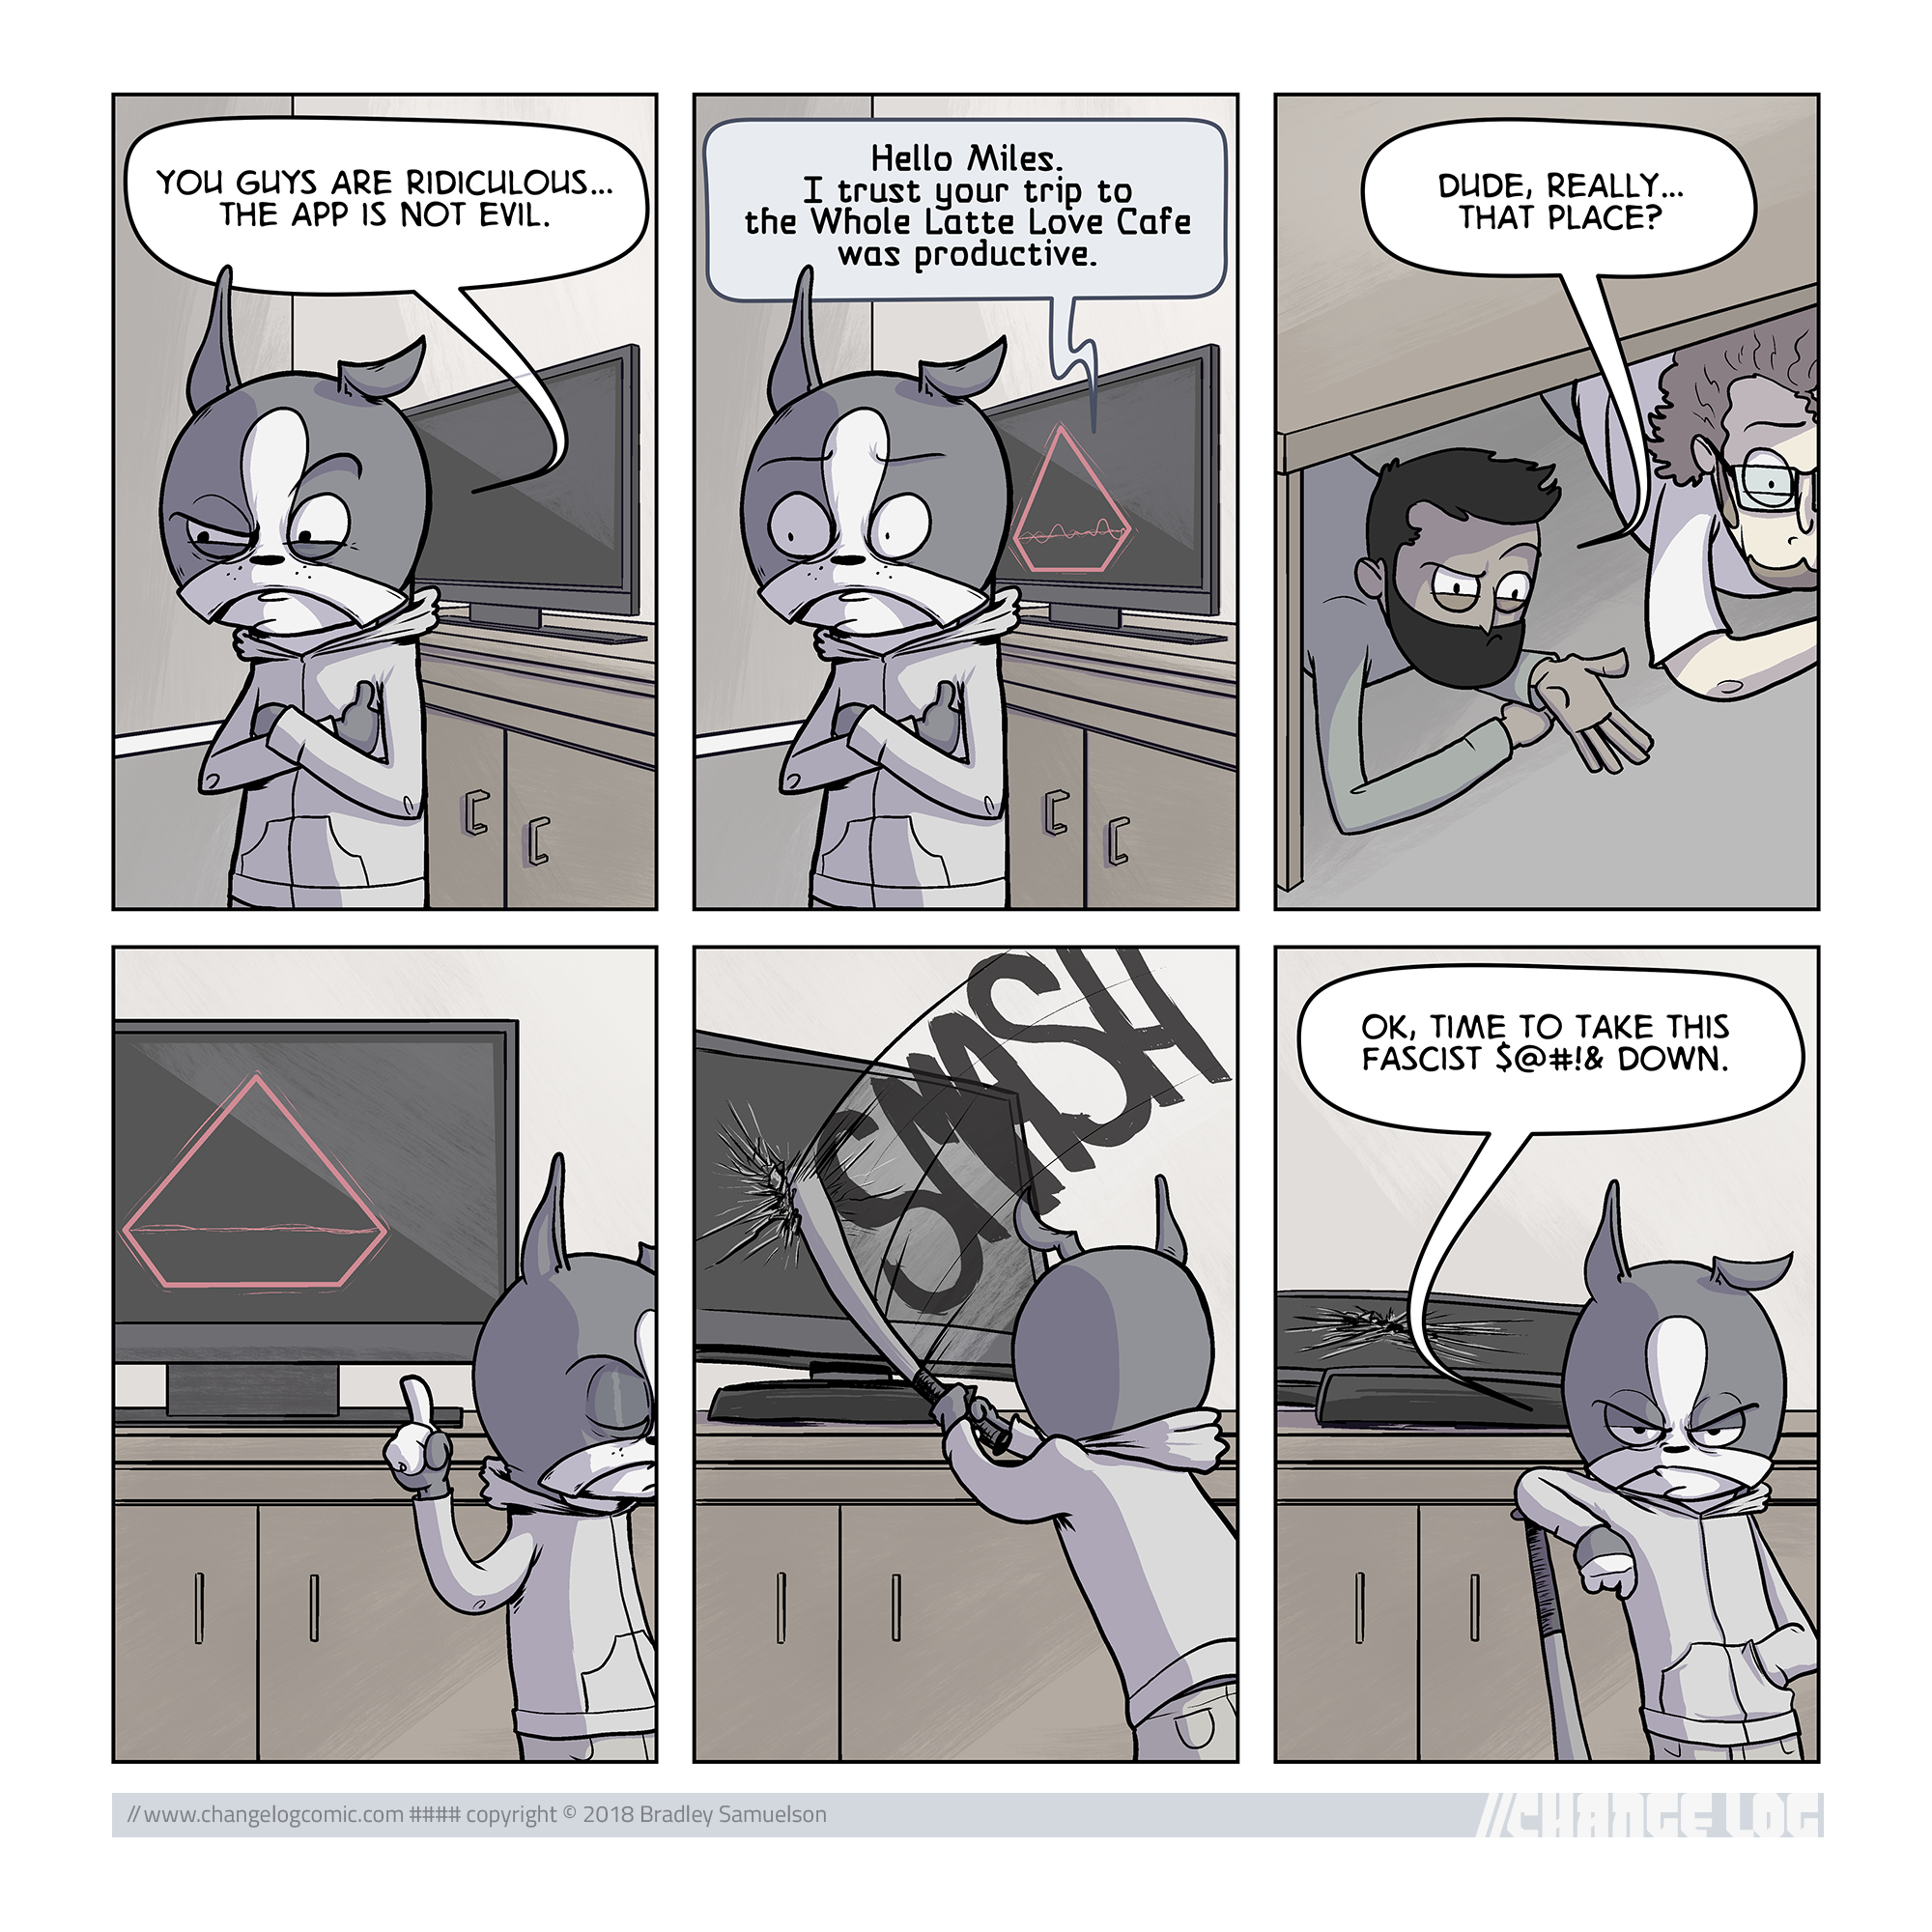 YOU GUYS ARE RIDICULOUS...
THE APP IS NOT EVIL.
Hello Miles.
I trust your trip to
the Whole Latte Love Cafe
was productive.
DUDE, REALLY...
THAT PLACE?
SMASH
OK, TIME TO TAKE THIS
FASCIST $@#!& DOWN.
// www.changelogcomic.com #### copyright © 2018 Bradley Samuelson
//CHANGE LOG